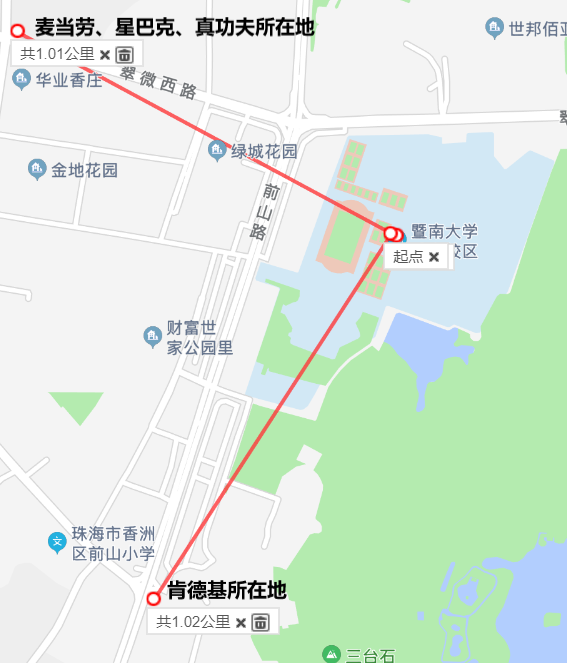 麦当劳、星巴克、真功夫所在地
世邦佰
共1.01公里
华业香庄
翠微西路
翠
绿城花园
金地花园
前山路
暨南大学
校区
起点
财富世
家公园里
珠海市香洲
区前山小学
肯德基所在地
共1.02公里
三台石